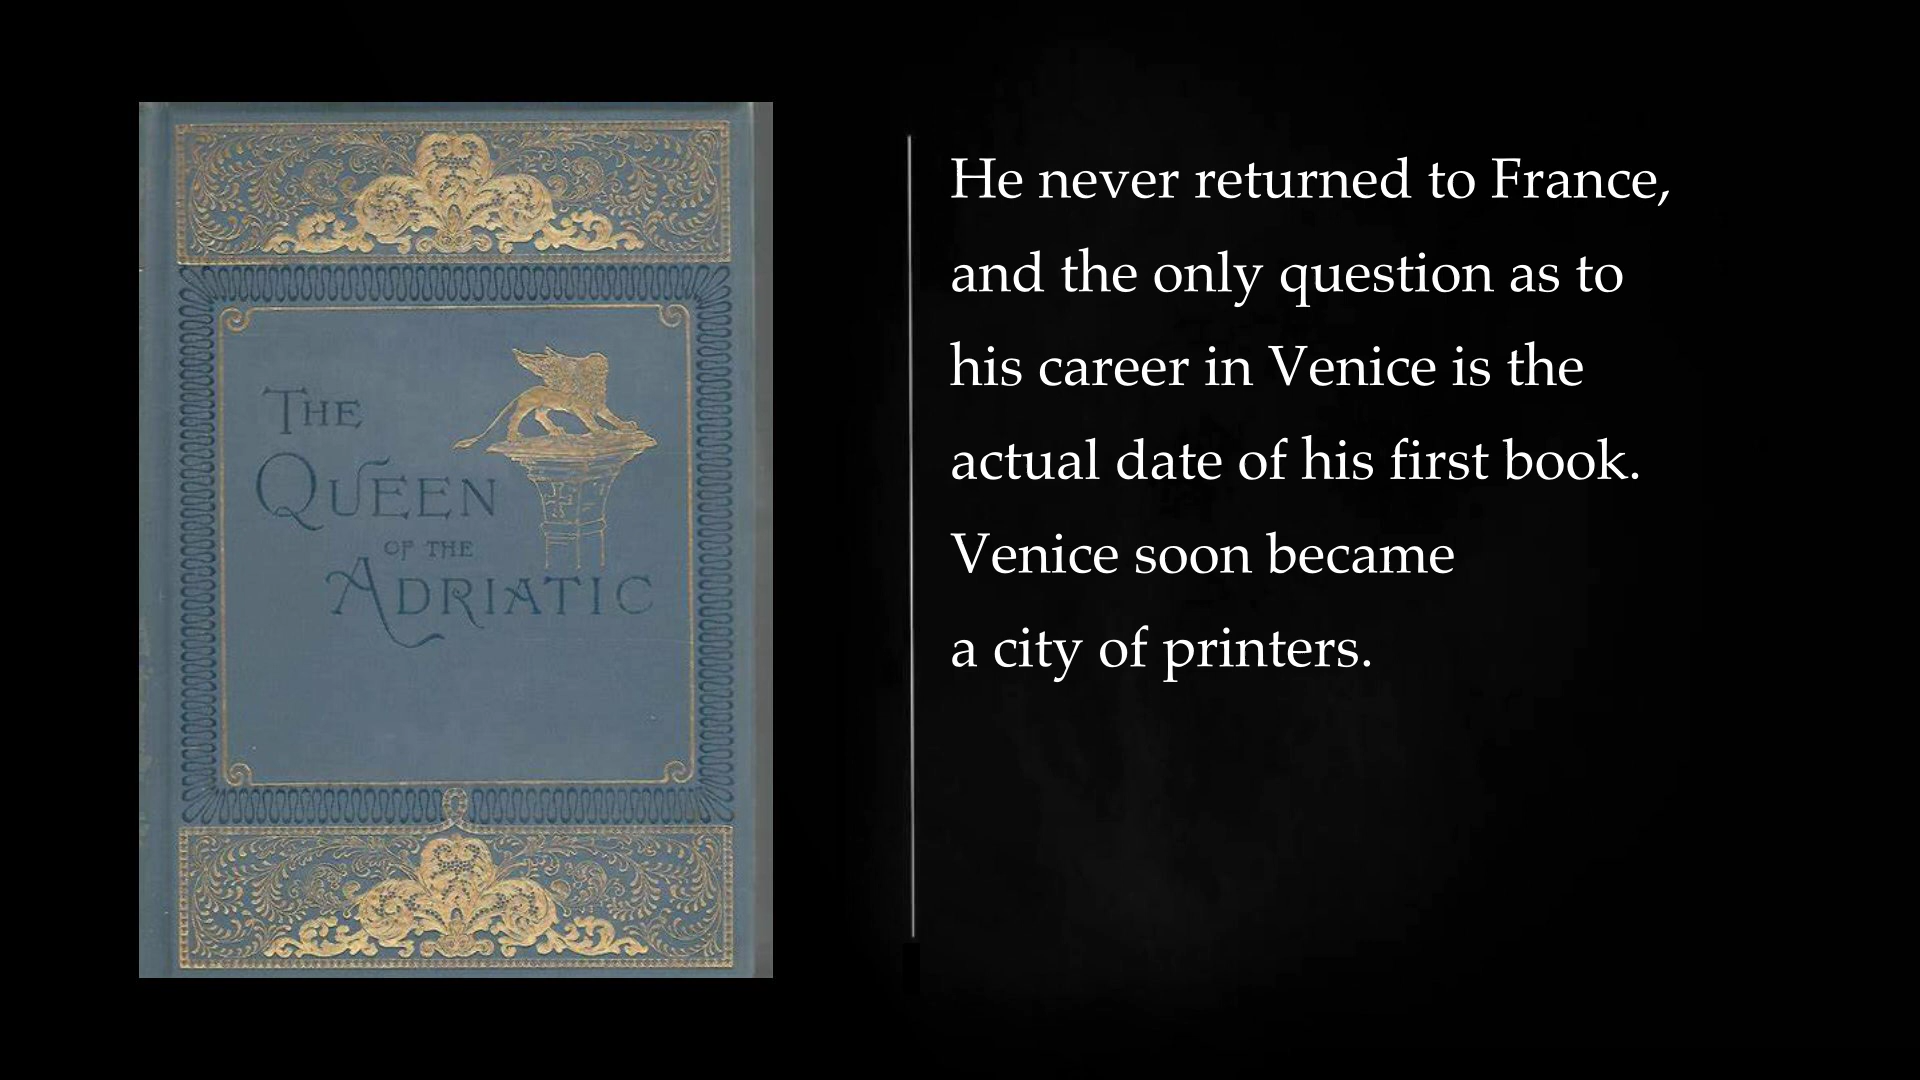 The
Queen
of the
Adriatic
He never returned to France,
and the only question as to
his career in Venice is the
actual date of his first book.
Venice soon became
a city of printers.